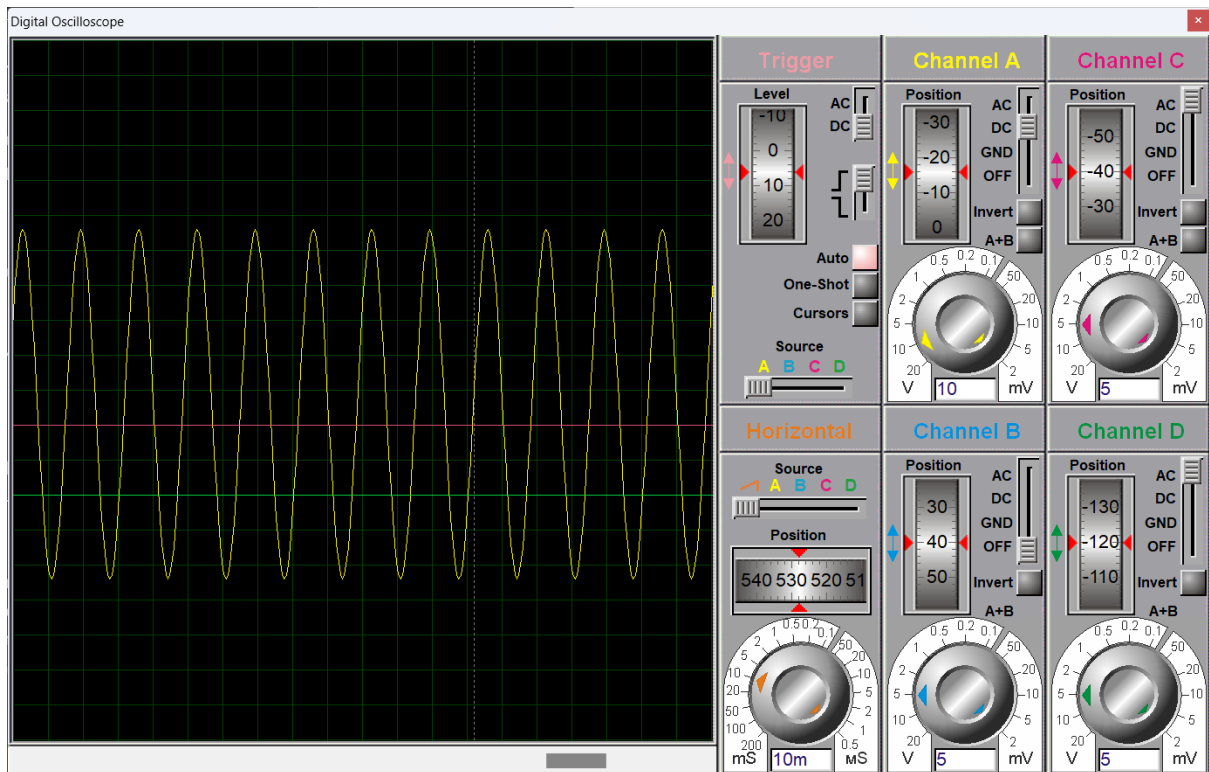 Digital Oscilloscope
Trigger
Level
-10
0
10
20
AC
DC
Auto
One-Shot
Cursors
Source
A B C D
Channel A
Position
-30
-20
-10
0
AC
DC
GND
OFF
Invert
A+B
20 10 5 2 1 0.5 0.2 0.1 50 20 10 5 2
V
10
mV
Channel C
Position
-50
-40
-30
AC
DC
GND
OFF
Invert
A+B
20 10 5 2 1 0.5 0.2 0.1 50 20 10 5 2
V
5
mV
Horizontal
Source
A B C D
Position
540 530 520 51
200 100 50 20 10 5 2 1 0.5 0.2 0.1 50 20 10 5 2 1 0.5
mS
10m
мS
Channel B
Position
30
40
50
AC
DC
GND
OFF
Invert
A+B
20 10 5 2 1 0.5 0.2 0.1 50 20 10 5 2
V
5
mV
Channel D
Position
-130
-120
-110
AC
DC
GND
OFF
Invert
A+B
20 10 5 2 1 0.5 0.2 0.1 50 20 10 5 2
V
5
mV